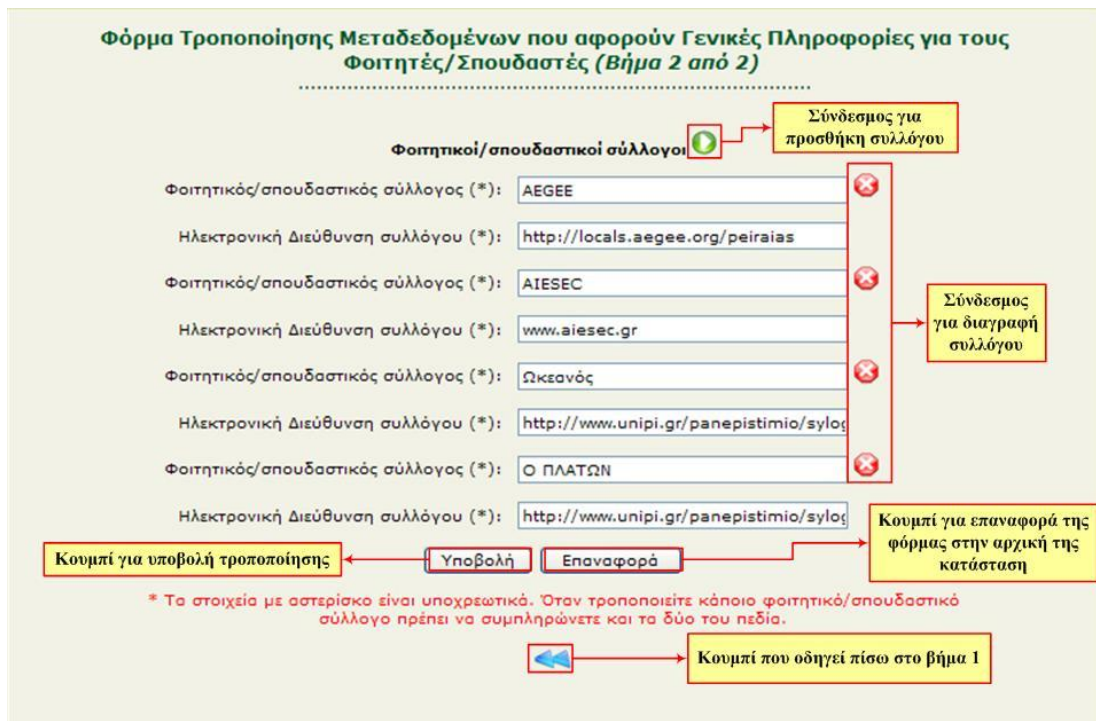 Φόρμα Τροποποίησης Μεταδεδομένων που αφορούν Γενικές Πληροφορίες για τους
Φοιτητές/Σπουδαστές (Βήμα 2 από 2)
Σύνδεσμος για
προσθήκη συλλόγου
Φοιτητικοί/σπουδαστικοί σύλλογοι
Φοιτητικός/σπουδαστικός σύλλογος (*): AEGEE
Ηλεκτρονική Διεύθυνση συλλόγου (*): http://locals.aegee.org/peiraias
Φοιτητικός/σπουδαστικός σύλλογος (*): AIESEC
Ηλεκτρονική Διεύθυνση συλλόγου (*): www.aiesec.gr
Σύνδεσμος
για διαγραφή
συλλόγου
Φοιτητικός/σπουδαστικός σύλλογος (*): Ωκεανός
Ηλεκτρονική Διεύθυνση συλλόγου (*): http://www.unipi.gr/panepistimio/sylog
Φοιτητικός/σπουδαστικός σύλλογος (*): Ο ΠΛΑΤΩΝ
Ηλεκτρονική Διεύθυνση συλλόγου (*): http://www.unipi.gr/panepistimio/sylog
Κουμπί για επαναφορά της
φόρμας στην αρχική της
κατάσταση
Κουμπί για υποβολή τροποποίησης
Υποβολή Επαναφορά
* Τα στοιχεία με αστερίσκο είναι υποχρεωτικά. Όταν τροποποιείτε κάποιο φοιτητικό/σπουδαστικό
σύλλογο πρέπει να συμπληρώνετε και τα δύο του πεδία.
Κουμπί που οδηγεί πίσω στο βήμα 1